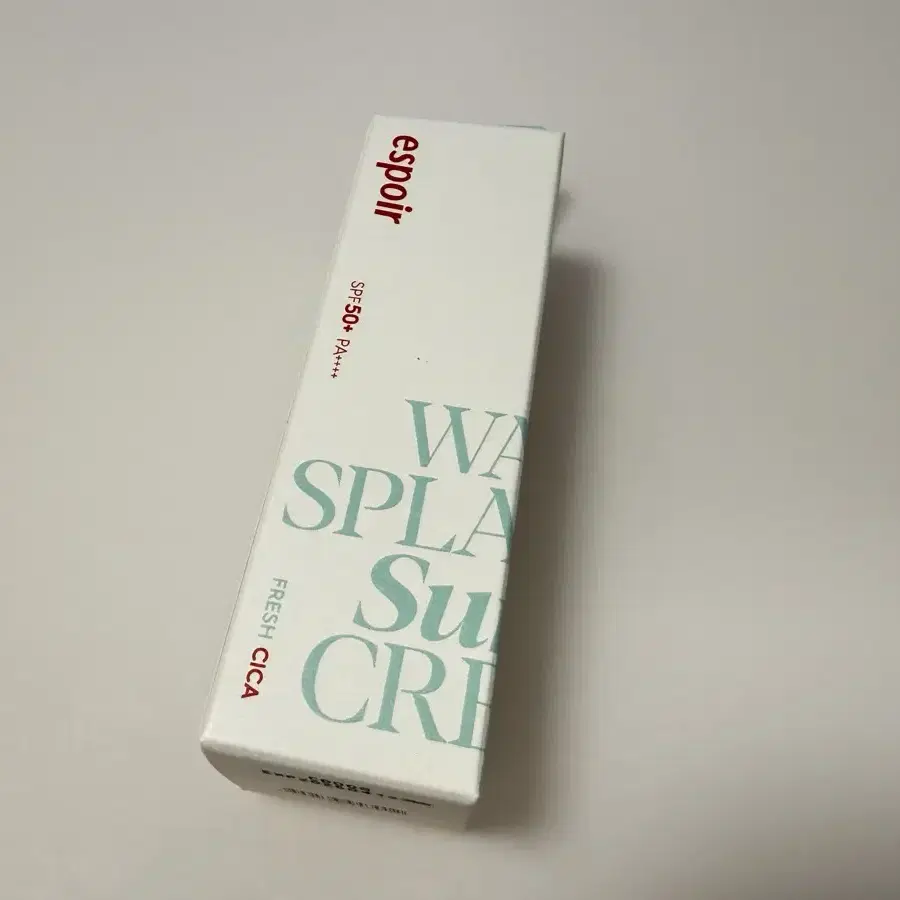 espoir
SPF50+ PA++++
WA
SPLA
Su
CRE
FRESH CICA